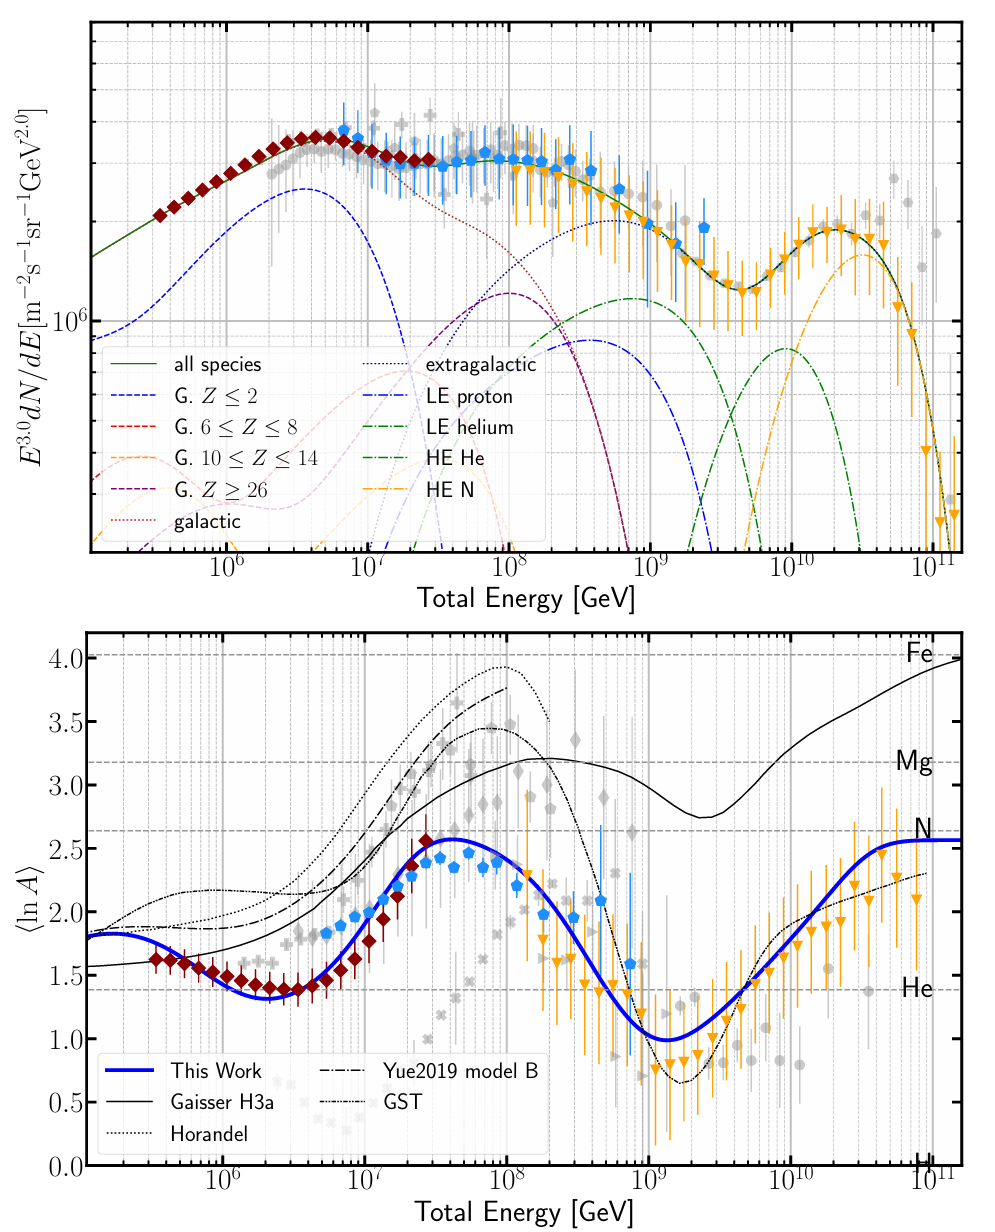 E^{3.0}dN/dE[m^{-2}s^{-1}sr^{-1}GeV^{2.0}]
10^6
all species
G. Z ≤ 2
G. 6 ≤ Z ≤ 8
G. 10 ≤ Z ≤ 14
G. Z ≥ 26
galactic
extragalactic
LE proton
LE helium
HE He
HE N
10^6 10^7 10^8 10^9 10^{10} 10^{11}
Total Energy [GeV]
⟨ln A⟩
4.0
3.5
3.0
2.5
2.0
1.5
1.0
0.5
0.0
Fe
Mg
N
He
H
This Work
Gaisser H3a
Horandel
Yue2019 model B
GST
10^6 10^7 10^8 10^9 10^{10} 10^{11}
Total Energy [GeV]